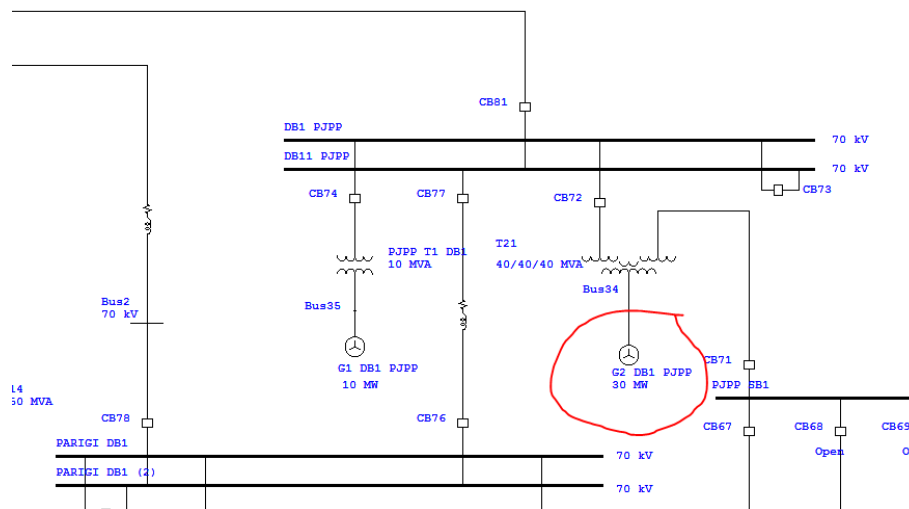 CB81
DB1 PJPP
70 kV
DB11 PJPP
70 kV
CB74
CB77
CB72
CB73
PJPP T1 DB1
10 MVA
T21
40/40/40 MVA
Bus34
Bus2
70 kV
Bus35
G1 DB1 PJPP
10 MW
G2 DB1 PJPP
30 MW
CB71
PJPP SB1
MVA
CB78
CB76
CB67
CB68
CB69
Open
PARIGI DB1
70 kV
PARIGI DB1 (2)
70 kV